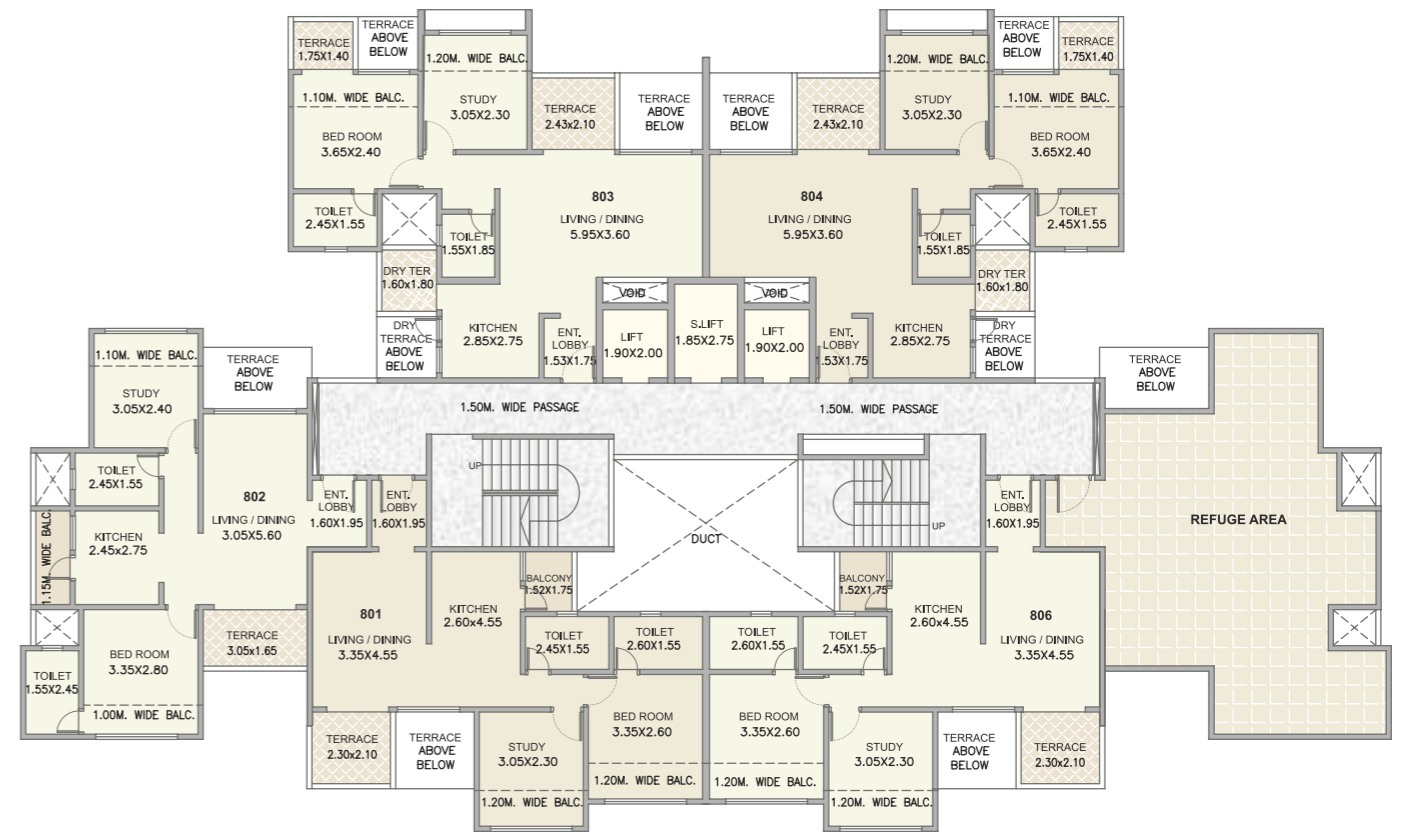 TERRACE
1.75X1.40
TERRACE
ABOVE
BELOW
1.20M. WIDE BALC.
STUDY
3.05X2.30
1.10M. WIDE BALC.
BED ROOM
3.65X2.40
TERRACE
2.43x2.10
TERRACE
ABOVE
BELOW
TERRACE
ABOVE
BELOW
TERRACE
2.43x2.10
1.20M. WIDE BALC.
STUDY
3.05X2.30
TERRACE
ABOVE
BELOW
TERRACE
1.75X1.40
1.10M. WIDE BALC.
BED ROOM
3.65X2.40
TOILET
2.45X1.55
TOILET
1.55X1.85
803
LIVING / DINING
5.95X3.60
804
LIVING / DINING
5.95X3.60
TOILET
1.55X1.85
TOILET
2.45X1.55
DRY TER
1.60x1.80
DRY
TERRACE
ABOVE
BELOW
KITCHEN
2.85X2.75
ENT.
LOBBY
1.53X1.75
VOID
LIFT
1.90X2.00
S.LIFT
1.85X2.75
VOID
LIFT
1.90X2.00
ENT.
LOBBY
1.53X1.75
KITCHEN
2.85X2.75
DRY TER
1.60x1.80
DRY
TERRACE
ABOVE
BELOW
1.10M. WIDE BALC.
STUDY
3.05X2.40
TERRACE
ABOVE
BELOW
1.50M. WIDE PASSAGE
1.50M. WIDE PASSAGE
TERRACE
ABOVE
BELOW
TOILET
2.45X1.55
802
LIVING / DINING
3.05X5.60
ENT.
LOBBY
1.60X1.95
ENT.
LOBBY
1.60X1.95
UP
DUCT
UP
ENT.
LOBBY
1.60X1.95
REFUGE AREA
1.15M. WIDE BALC.
KITCHEN
2.45x2.75
BED ROOM
3.35X2.80
TOILET
1.55X2.45
1.00M. WIDE BALC.
TERRACE
3.05x1.65
801
LIVING / DINING
3.35X4.55
KITCHEN
2.60x4.55
BALCONY
1.52X1.75
TOILET
2.45X1.55
TOILET
2.60X1.55
TOILET
2.60X1.55
TOILET
2.45X1.55
BALCONY
1.52X1.75
KITCHEN
2.60x4.55
806
LIVING / DINING
3.35X4.55
TERRACE
2.30x2.10
TERRACE
ABOVE
BELOW
STUDY
3.05X2.30
1.20M. WIDE BALC.
BED ROOM
3.35X2.60
1.20M. WIDE BALC.
BED ROOM
3.35X2.60
1.20M. WIDE BALC.
STUDY
3.05X2.30
1.20M. WIDE BALC.
TERRACE
ABOVE
BELOW
TERRACE
2.30x2.10